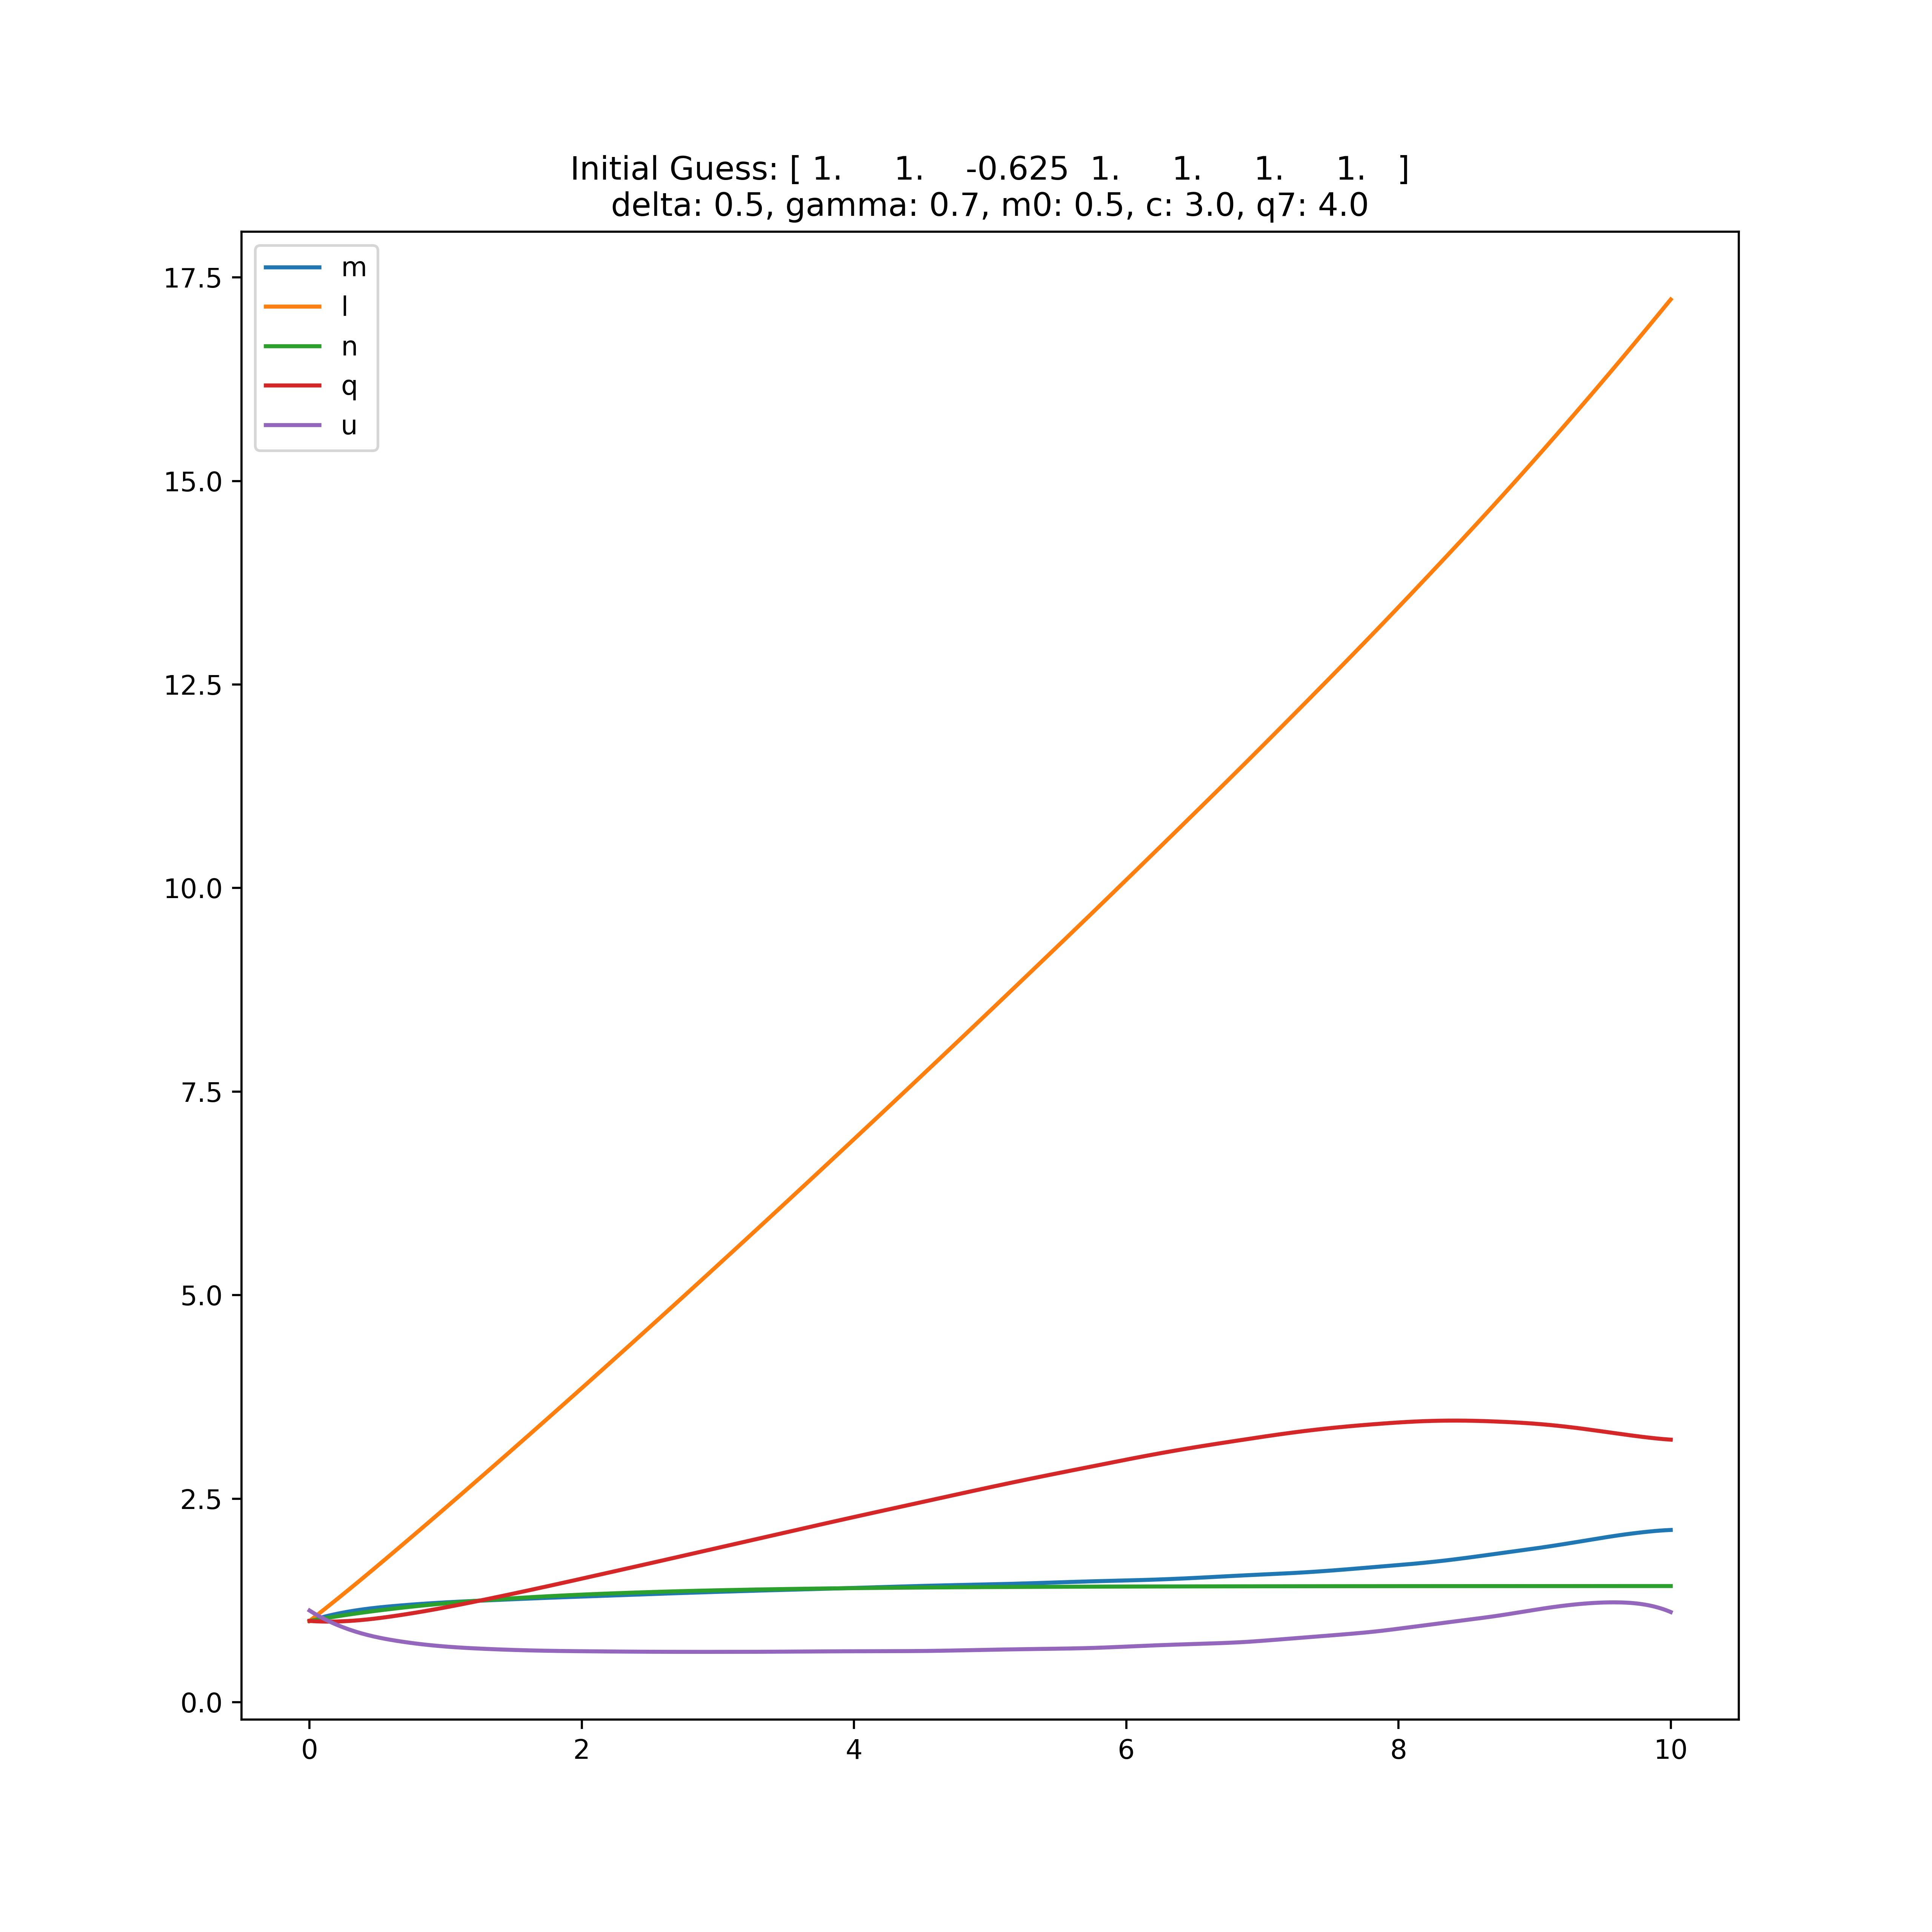 Initial Guess: [ 1.     1.    -0.625  1.     1.     1.     1.   ]
delta: 0.5, gamma: 0.7, m0: 0.5, c: 3.0, q7: 4.0
m
l
n
q
u
17.5
15.0
12.5
10.0
7.5
5.0
2.5
0.0
0
2
4
6
8
10